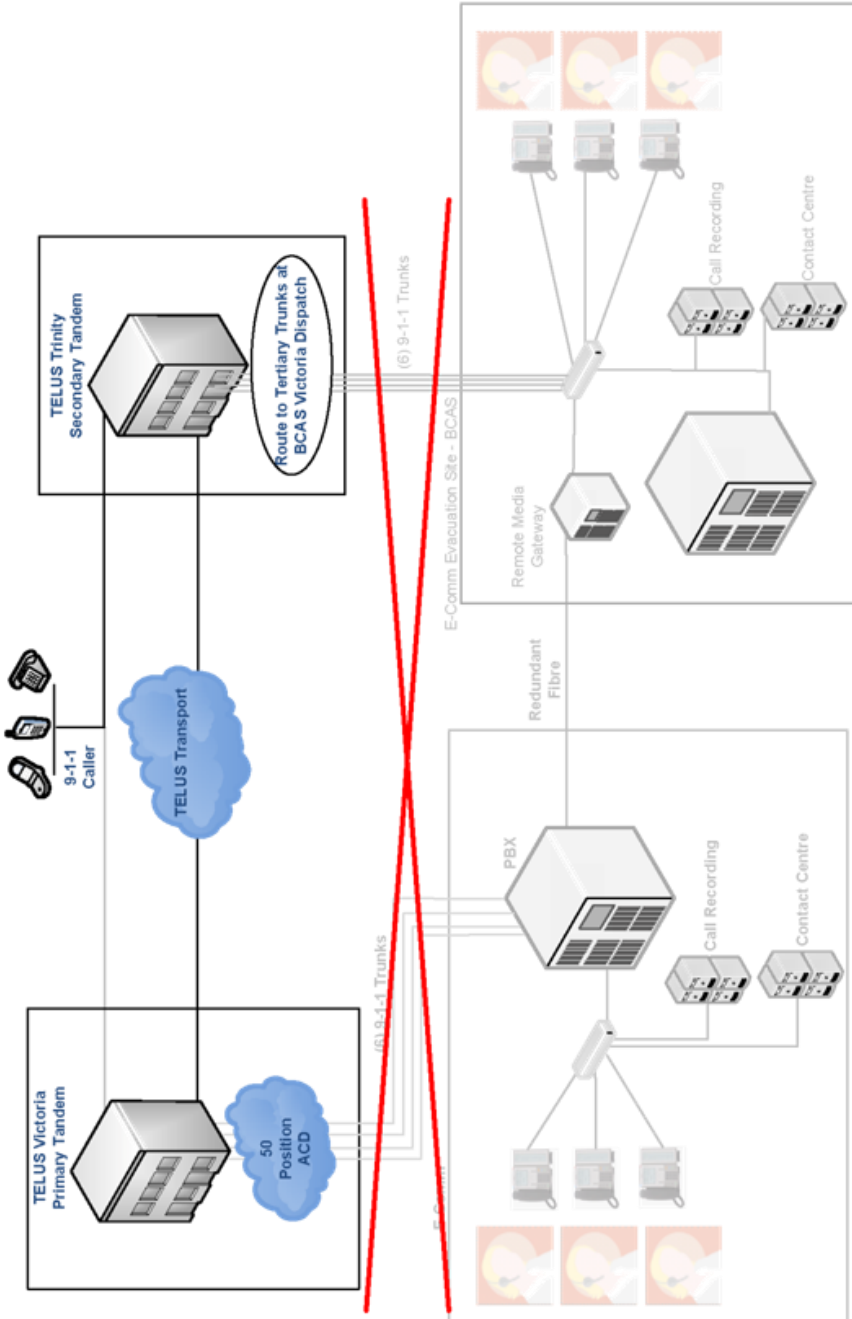 TELUS Victoria
Primary Tandem
50
Position
ACD
9-1-1
Caller
TELUS Transport
TELUS Trinity
Secondary Tandem
Route to Tertiary Trunks at
BCAS Victoria Dispatch
(6) 9-1-1 Trunks
(6) 9-1-1 Trunks
E-Comm
PBX
Call Recording
Contact Centre
Redundant
Fibre
E-Comm Evacuation Site - BCAS
Remote Media
Gateway
Call Recording
Contact Centre